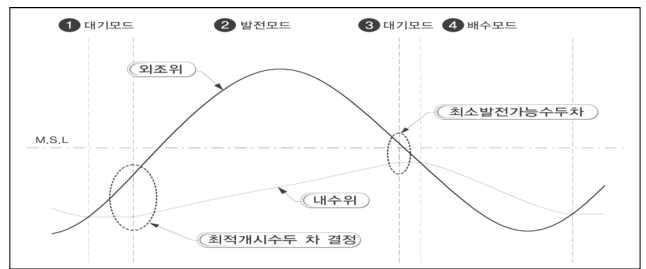 ❶ 대기모드 ❷ 발전모드 ❸ 대기모드 ❹ 배수모드
외조위
최소발전가능수두차
M.S.L
내수위
최적개시수두 차 결정